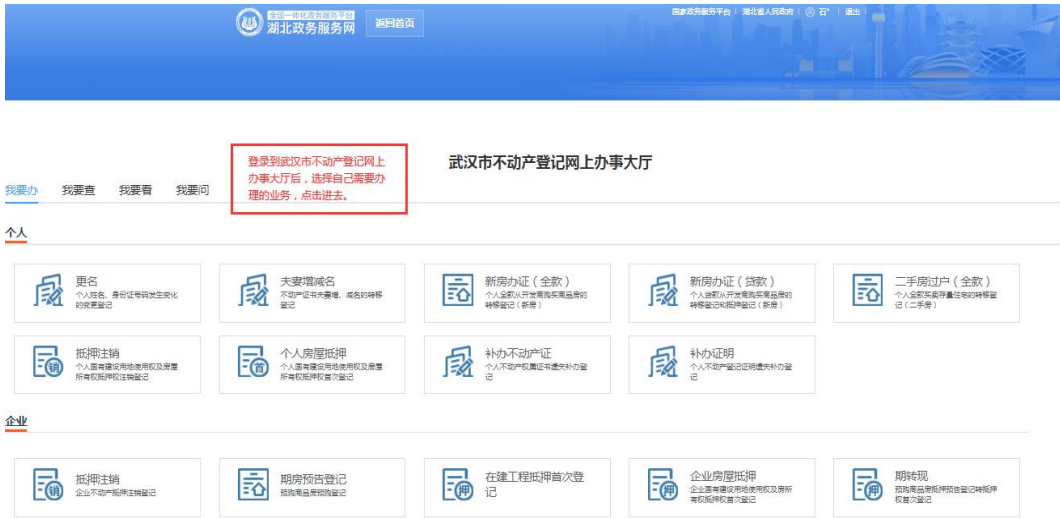 全国一体化政务服务平台
湖北政务服务网
返回首页
国家政务服务平台
湖北省人民政府
石*
退出
登录到武汉市不动产登记网上
办事大厅后，选择自己需要办
理的业务，点击进去。
武汉市不动产登记网上办事大厅
我要办 我要查 我要看 我要问
个人
更名
个人姓名、身份证号码发生变化
的变更登记
夫妻增减名
不动产证书夫妻增、减名的转移
登记
新房办证（全款）
个人全款从开发商购买商品房的
转移登记（新房）
新房办证（贷款）
个人贷款从开发商购买商品房的
转移登记和抵押登记（新房）
二手房过户（全款）
个人全款买卖存量住宅的转移登
记（二手房）
销
抵押注销
个人国有建设用地使用权及房屋
所有权抵押权注销登记
首
个人房屋抵押
个人国有建设用地使用权及房屋
所有权抵押权首次登记
补办不动产证
个人不动产权属证书遗失补办登
记
补办证明
个人不动产登记证明遗失补办登
记
企业
销
抵押注销
企业不动产抵押注销登记
期房预告登记
预购商品房预购登记
押
在建工程抵押首次登
记
押
企业房屋抵押
企业国有建设用地使用权及房所
有权抵押权首次登记
押
期转现
预购商品房抵押预告登记转抵押
权首次登记